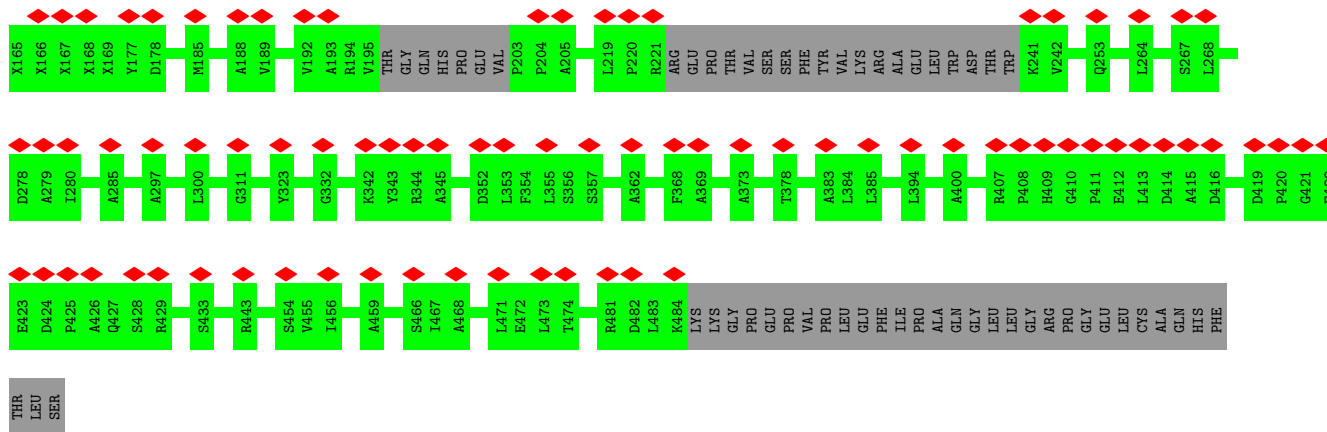 X165 X166 X167 X168 X169 Y177 D178 M185 A188 V189 V192 A193 R194 V195 THR GLY GLN HIS PRO GLU VAL P203 P204 A205 L219 P220 R221 ARG GLU PRO THR VAL SER SER PHE TYR VAL LYS ARG ALA GLU LEU TRP ASP THR TRP K241 V242 Q253 L264 S267 L268
D278 A279 I280 A285 A297 L300 G311 Y323 G332 K342 Y343 R344 A345 D352 L353 F354 L355 S356 S357 A362 F368 A369 A373 T378 A383 L384 L385 L394 A400 R407 P408 H409 G410 P411 E412 L413 D414 A415 D416 D419 P420 G421
E423 D424 P425 A426 Q427 S428 R429 S433 R443 S454 V455 I456 A459 S466 I467 A468 L471 E472 L473 T474 R481 D482 L483 K484 LYS LYS GLY PRO GLU PRO VAL PRO LEU GLU PHE ILE PRO ALA GLN GLY LEU LEU GLY ARG PRO GLY GLU LEU CYS ALA GLN HIS PHE
THR LEU SER